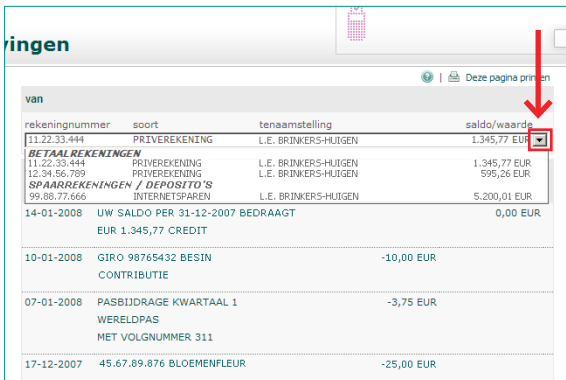 vingen
Deze pagina printen
van
rekeningnummer soort tenaamstelling saldo/waarde
11.22.33.444 PRIVEREKENING L.E. BRINKERS-HUIGEN 1.345,77 EUR
BETAALREKENINGEN
11.22.33.444 PRIVEREKENING L.E. BRINKERS-HUIGEN 1.345,77 EUR
12.34.56.789 PRIVEREKENING L.E. BRINKERS-HUIGEN 595,26 EUR
SPAARREKENINGEN / DEPOSITO'S
99.88.77.666 INTERNETSPAREN L.E. BRINKERS-HUIGEN 5.200,01 EUR
14-01-2008 UW SALDO PER 31-12-2007 BEDRAAGT 0,00 EUR
EUR 1.345,77 CREDIT
10-01-2008 GIRO 98765432 BESIN -10,00 EUR
CONTRIBUTIE
07-01-2008 PASBIJDRAGE KWARTAAL 1 -3,75 EUR
WERELDPAS
MET VOLGNUMMER 311
17-12-2007 45.67.89.876 BLOEMENFLEUR -25,00 EUR